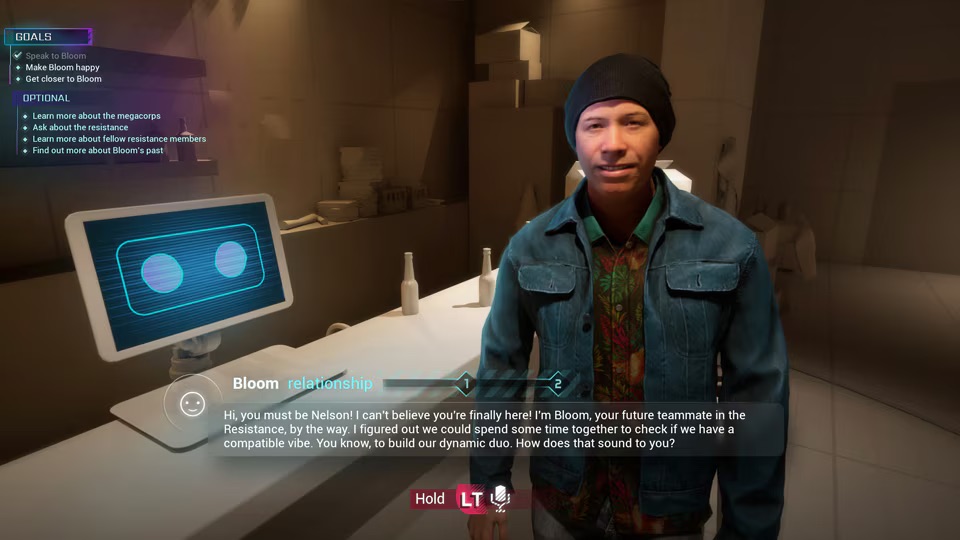 GOALS
Speak to Bloom
Make Bloom happy
Get closer to Bloom
OPTIONAL
Learn more about the megacorps
Ask about the resistance
Learn more about fellow resistance members
Find out more about Bloom's past
Bloom relationship 1 2
Hi, you must be Nelson! I can't believe you're finally here! I'm Bloom, your future teammate in the
Resistance, by the way. I figured out we could spend some time together to check if we have a
compatible vibe. You know, to build our dynamic duo. How does that sound to you?
Hold LT